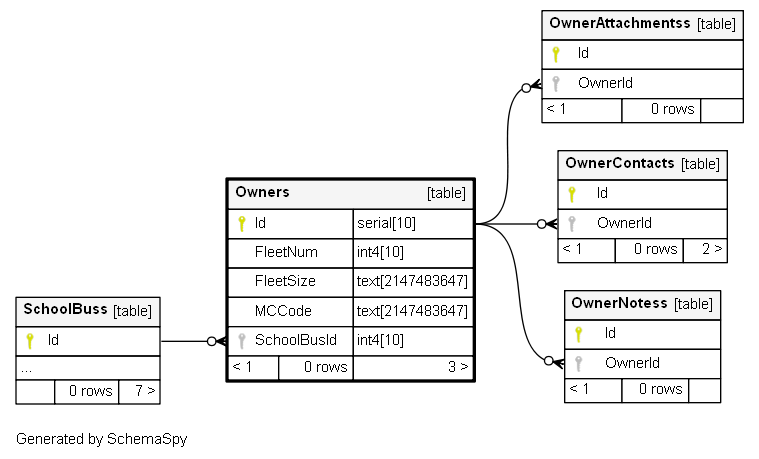 OwnerAttachmentss [table]
Id
OwnerId
< 1 0 rows
OwnerContacts [table]
Id
OwnerId
< 1 0 rows 2 >
Owners [table]
Id serial[10]
FleetNum int4[10]
FleetSize text[2147483647]
MCCode text[2147483647]
SchoolBusId int4[10]
< 1 0 rows 3 >
OwnerNotess [table]
Id
OwnerId
< 1 0 rows
SchoolBuss [table]
Id
...
0 rows 7 >
Generated by SchemaSpy